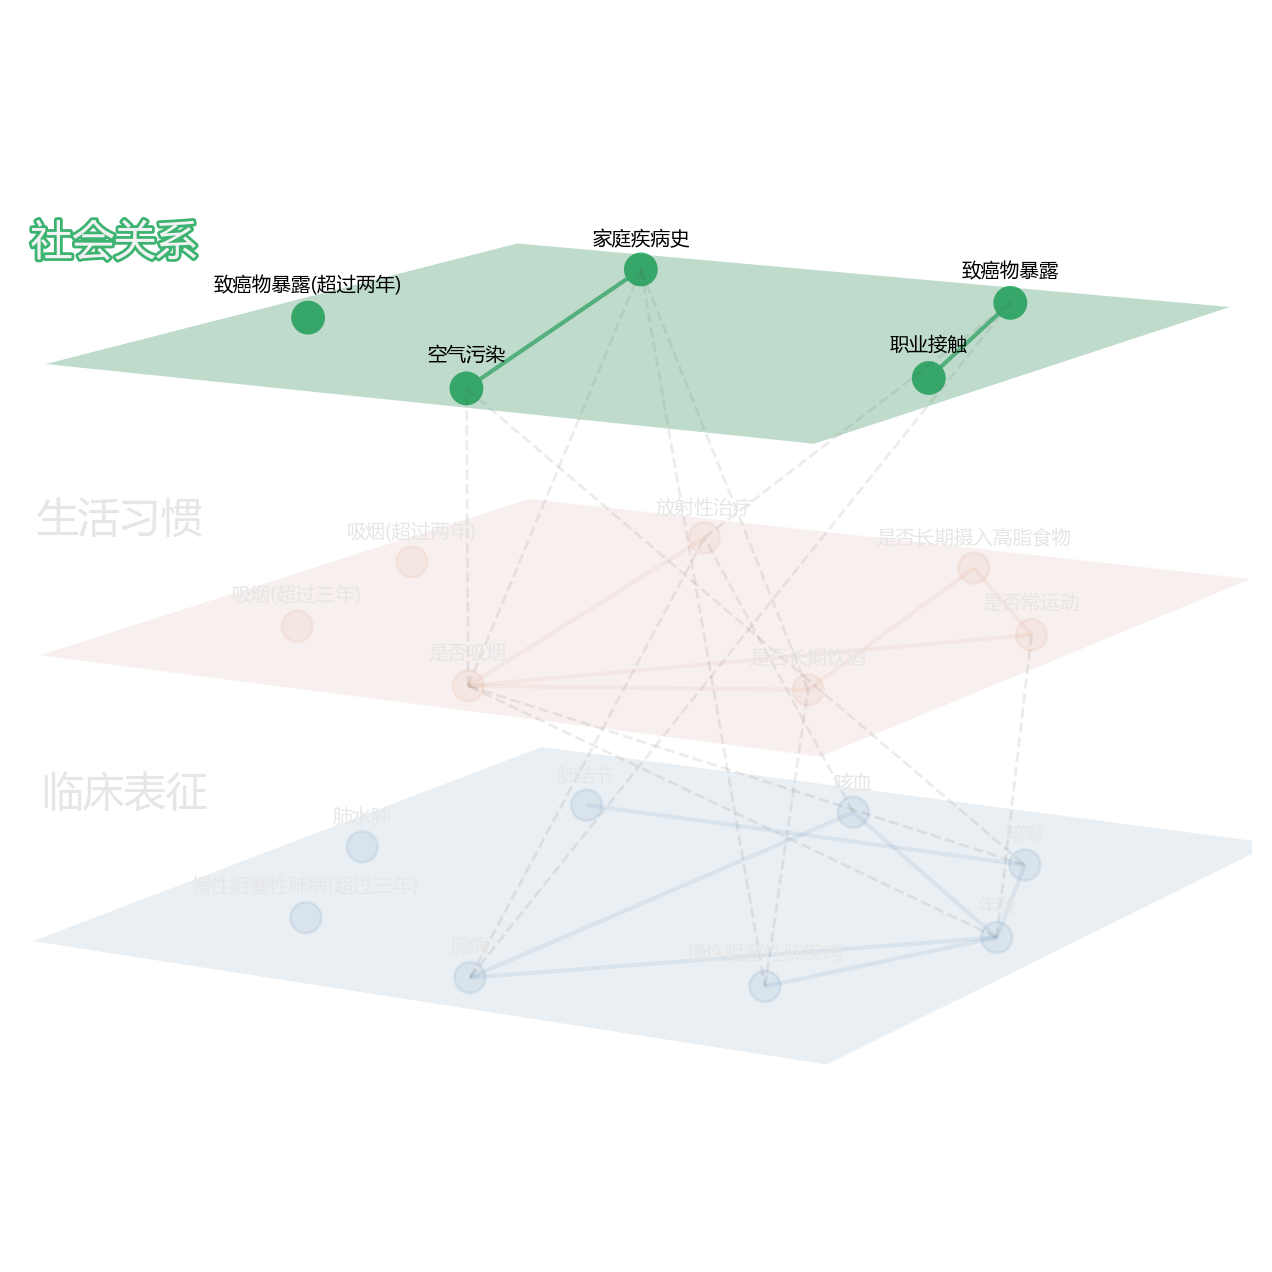 社会关系
家庭疾病史
致癌物暴露
致癌物暴露(超过两年)
职业接触
空气污染
生活习惯
放射性治疗
吸烟(超过两年)
是否长期摄入高脂食物
吸烟(超过三年)
是否常运动
是否吸烟
是否长期饮酒
临床表征
肺结节
咳血
肺水肿
咳嗽
慢性阻塞性肺病(超过三年)
年龄
胸痛
慢性阻塞性肺疾病